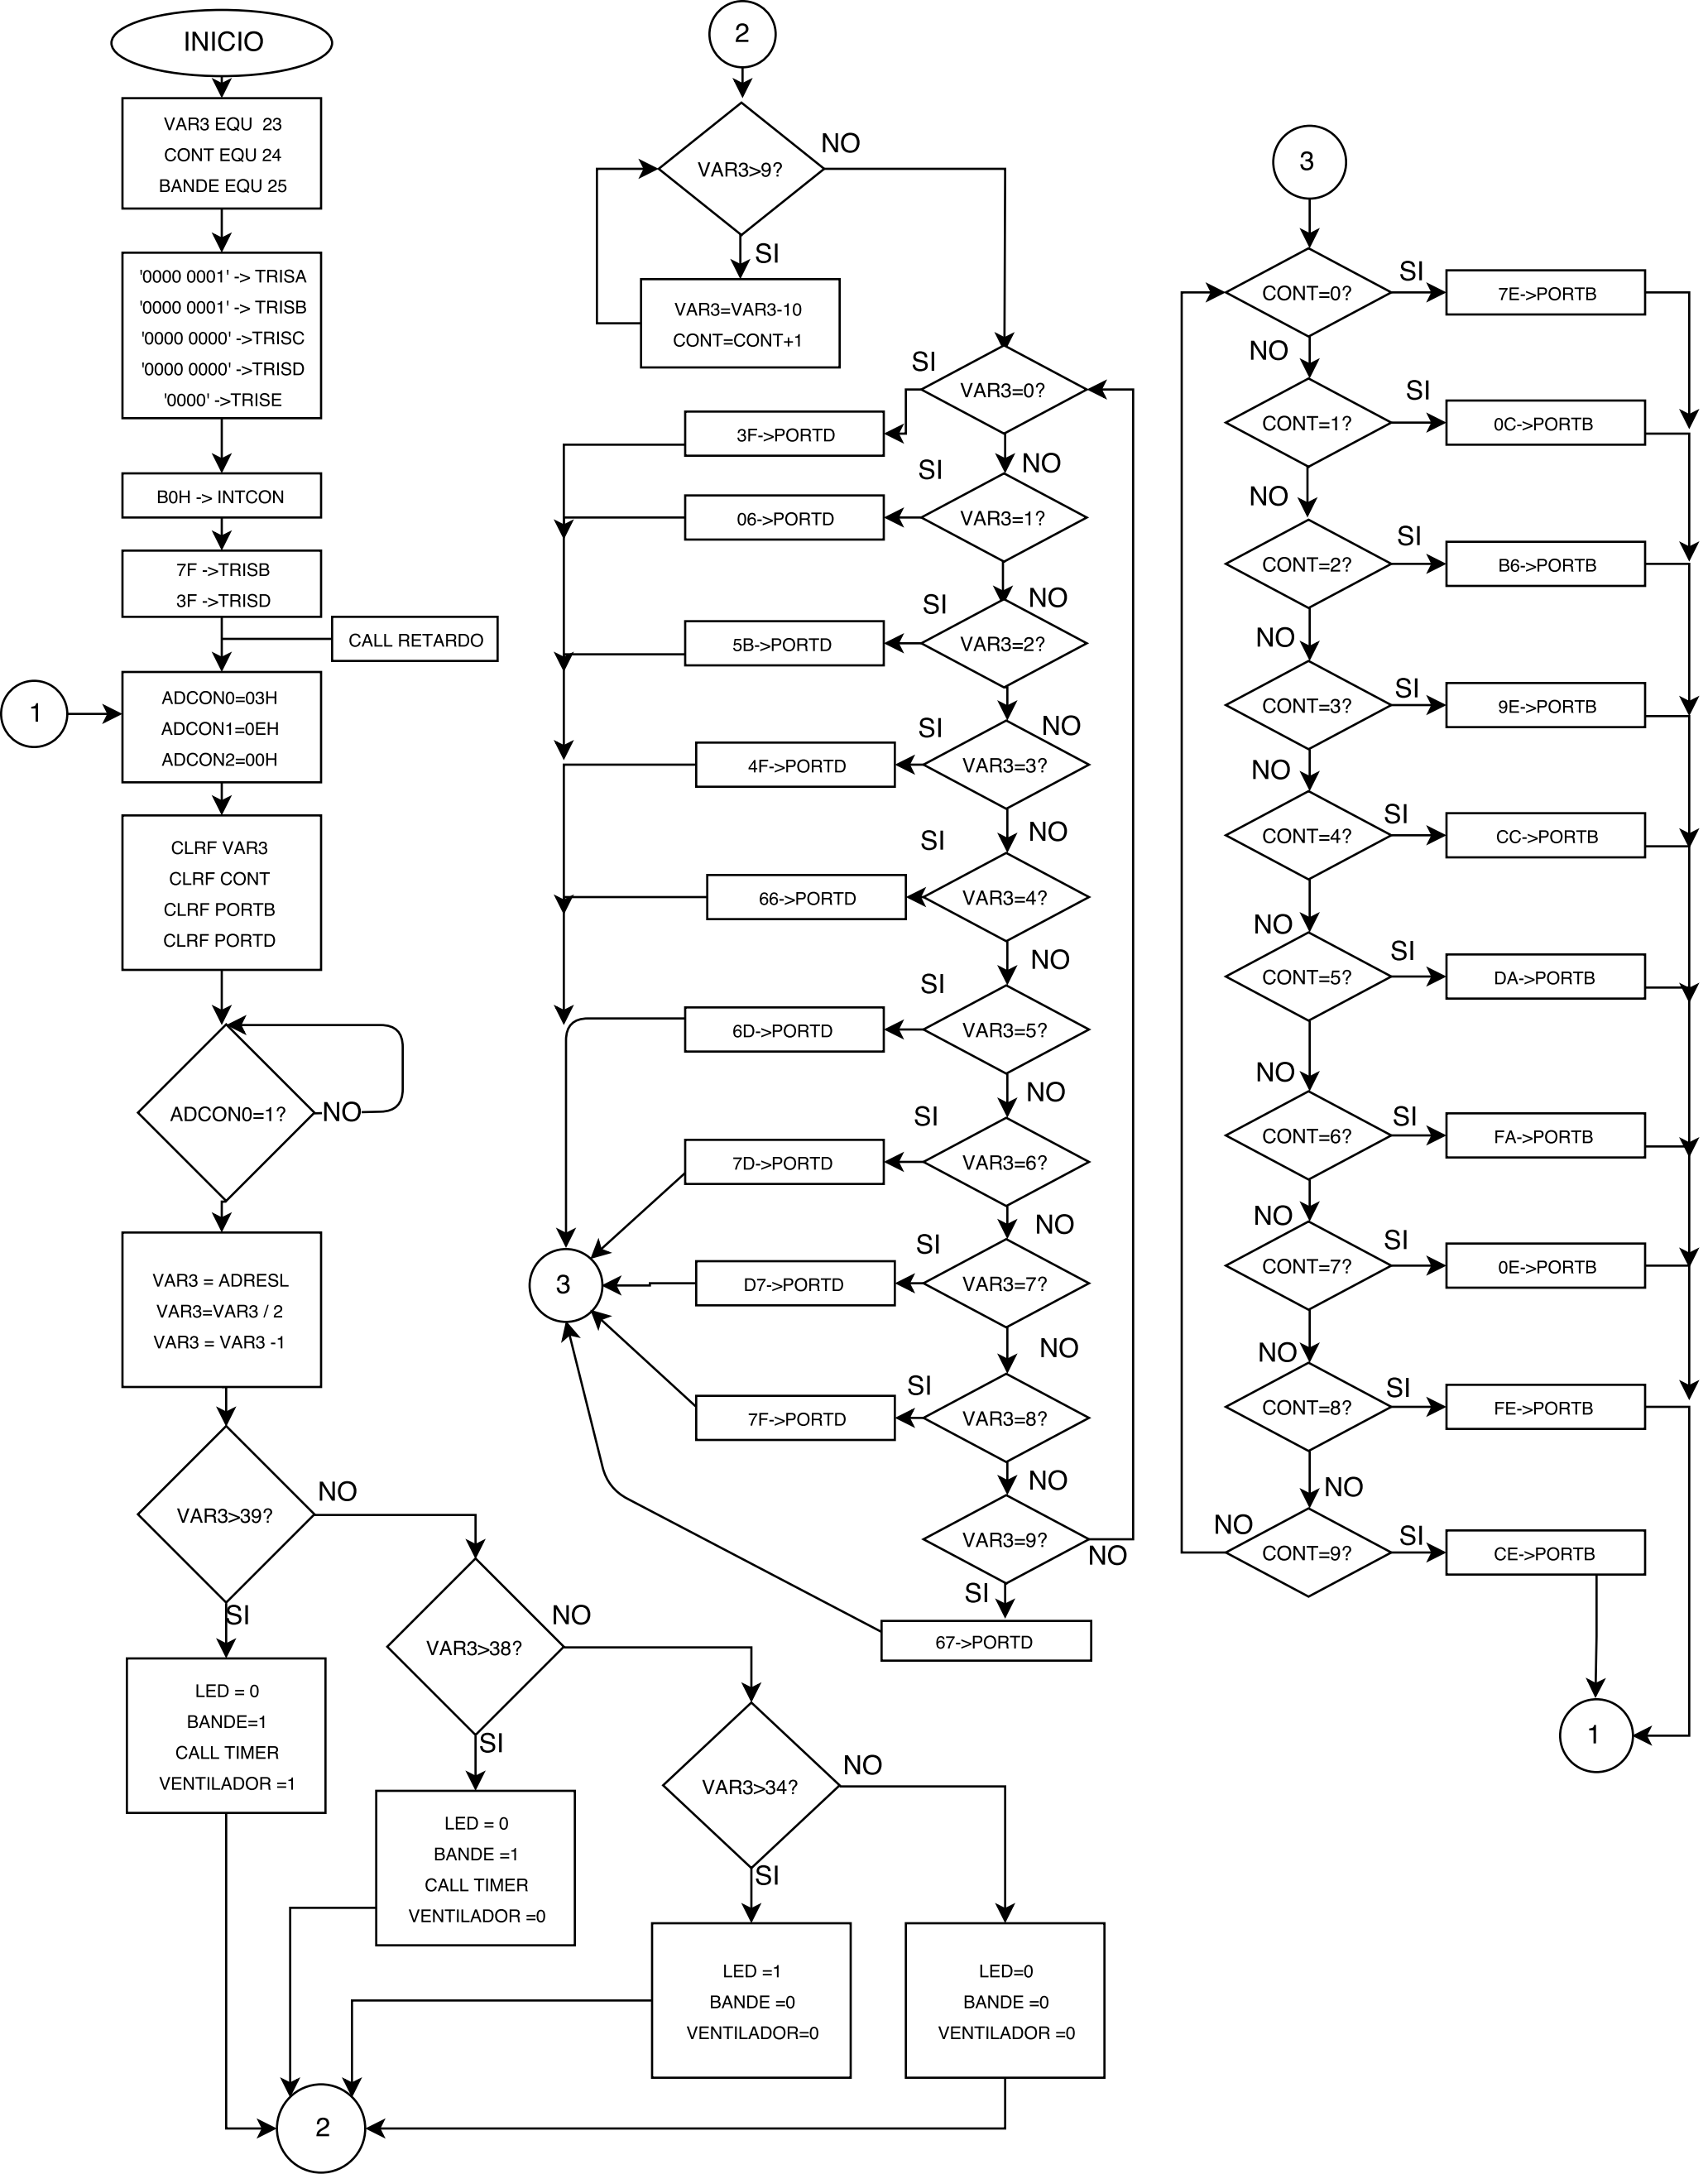 INICIO
VAR3 EQU 23
CONT EQU 24
BANDE EQU 25
'0000 0001' -> TRISA
'0000 0001' -> TRISB
'0000 0000' ->TRISC
'0000 0000' ->TRISD
'0000' ->TRISE
B0H -> INTCON
7F ->TRISB
3F ->TRISD
CALL RETARDO
1
ADCON0=03H
ADCON1=0EH
ADCON2=00H
CLRF VAR3
CLRF CONT
CLRF PORTB
CLRF PORTD
ADCON0=1?
NO
VAR3 = ADRESL
VAR3=VAR3 / 2
VAR3 = VAR3 -1
VAR3>39?
NO
SI
LED = 0
BANDE=1
CALL TIMER
VENTILADOR =1
VAR3>38?
NO
SI
LED = 0
BANDE =1
CALL TIMER
VENTILADOR =0
VAR3>34?
NO
SI
LED =1
BANDE =0
VENTILADOR=0
LED=0
BANDE =0
VENTILADOR =0
2
2
VAR3>9?
NO
SI
VAR3=VAR3-10
CONT=CONT+1
VAR3=0?
SI
3F->PORTD
NO
VAR3=1?
SI
06->PORTD
NO
VAR3=2?
SI
5B->PORTD
NO
VAR3=3?
SI
4F->PORTD
NO
VAR3=4?
SI
66->PORTD
NO
VAR3=5?
SI
6D->PORTD
NO
VAR3=6?
SI
7D->PORTD
NO
VAR3=7?
SI
D7->PORTD
NO
VAR3=8?
SI
7F->PORTD
NO
VAR3=9?
NO
SI
67->PORTD
3
3
CONT=0?
SI
7E->PORTB
NO
CONT=1?
SI
0C->PORTB
NO
CONT=2?
SI
B6->PORTB
NO
CONT=3?
SI
9E->PORTB
NO
CONT=4?
SI
CC->PORTB
NO
CONT=5?
SI
DA->PORTB
NO
CONT=6?
SI
FA->PORTB
NO
CONT=7?
SI
0E->PORTB
NO
CONT=8?
SI
FE->PORTB
NO
CONT=9?
NO
SI
CE->PORTB
1